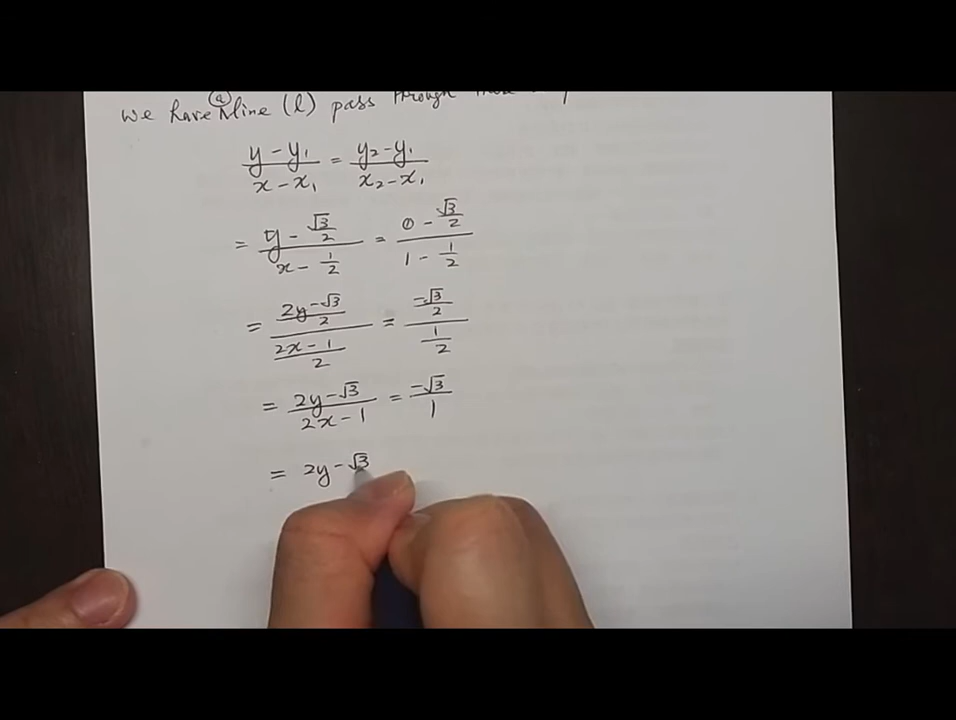 we have (a) line (l) pass through
y - y₁ / x - x₁ = y₂ - y₁ / x₂ - x₁
= y - √3/2 / x - 1/2 = 0 - √3/2 / 1 - 1/2
= 2y - √3 / 2 / 2x - 1 / 2 = -√3/2 / 1/2
= 2y - √3 / 2x - 1 = -√3 / 1
= 2y - √3